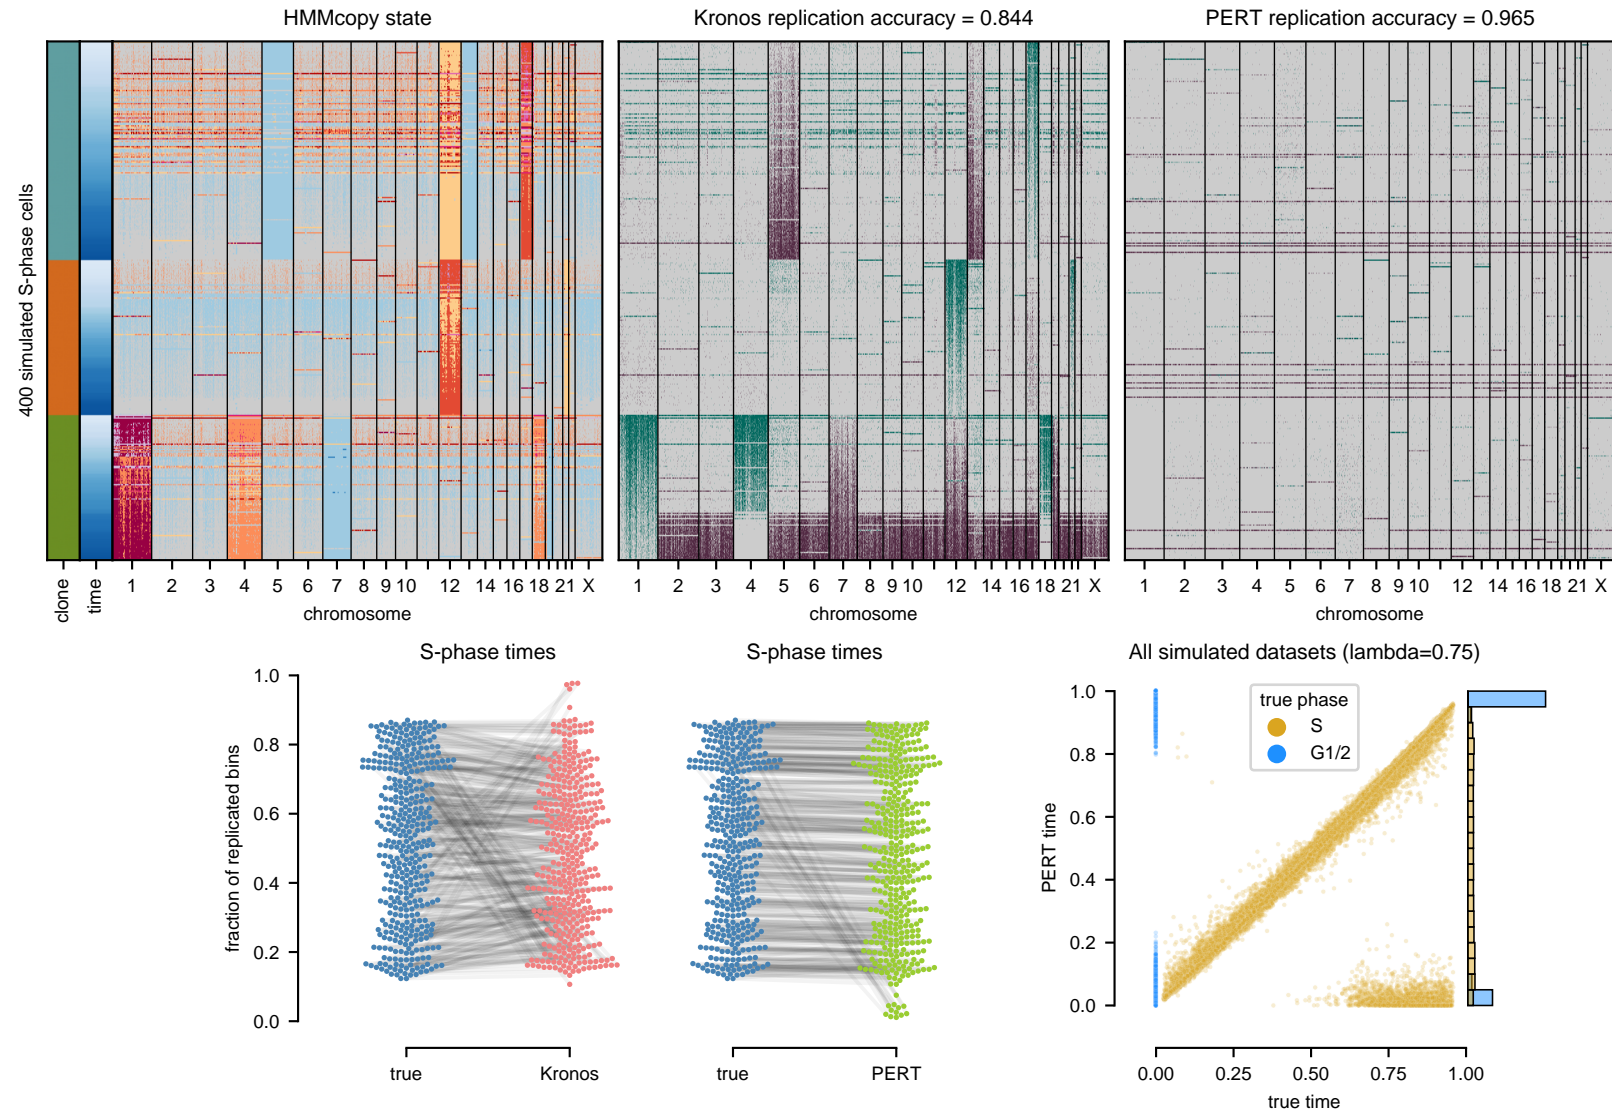 HMMcopy state
Kronos replication accuracy = 0.844
PERT replication accuracy = 0.965
400 simulated S-phase cells
clone
time
1 2 3 4 5 6 7 8 9 10 12 14 16 18 21 X
chromosome
1 2 3 4 5 6 7 8 9 10 12 14 16 18 21 X
chromosome
1 2 3 4 5 6 7 8 9 10 12 14 16 18 21 X
chromosome
S-phase times
fraction of replicated bins
1.0
0.8
0.6
0.4
0.2
0.0
true Kronos
S-phase times
true PERT
All simulated datasets (lambda=0.75)
PERT time
1.0
0.8
0.6
0.4
0.2
0.0
true phase
S
G1/2
0.00 0.25 0.50 0.75 1.00
true time